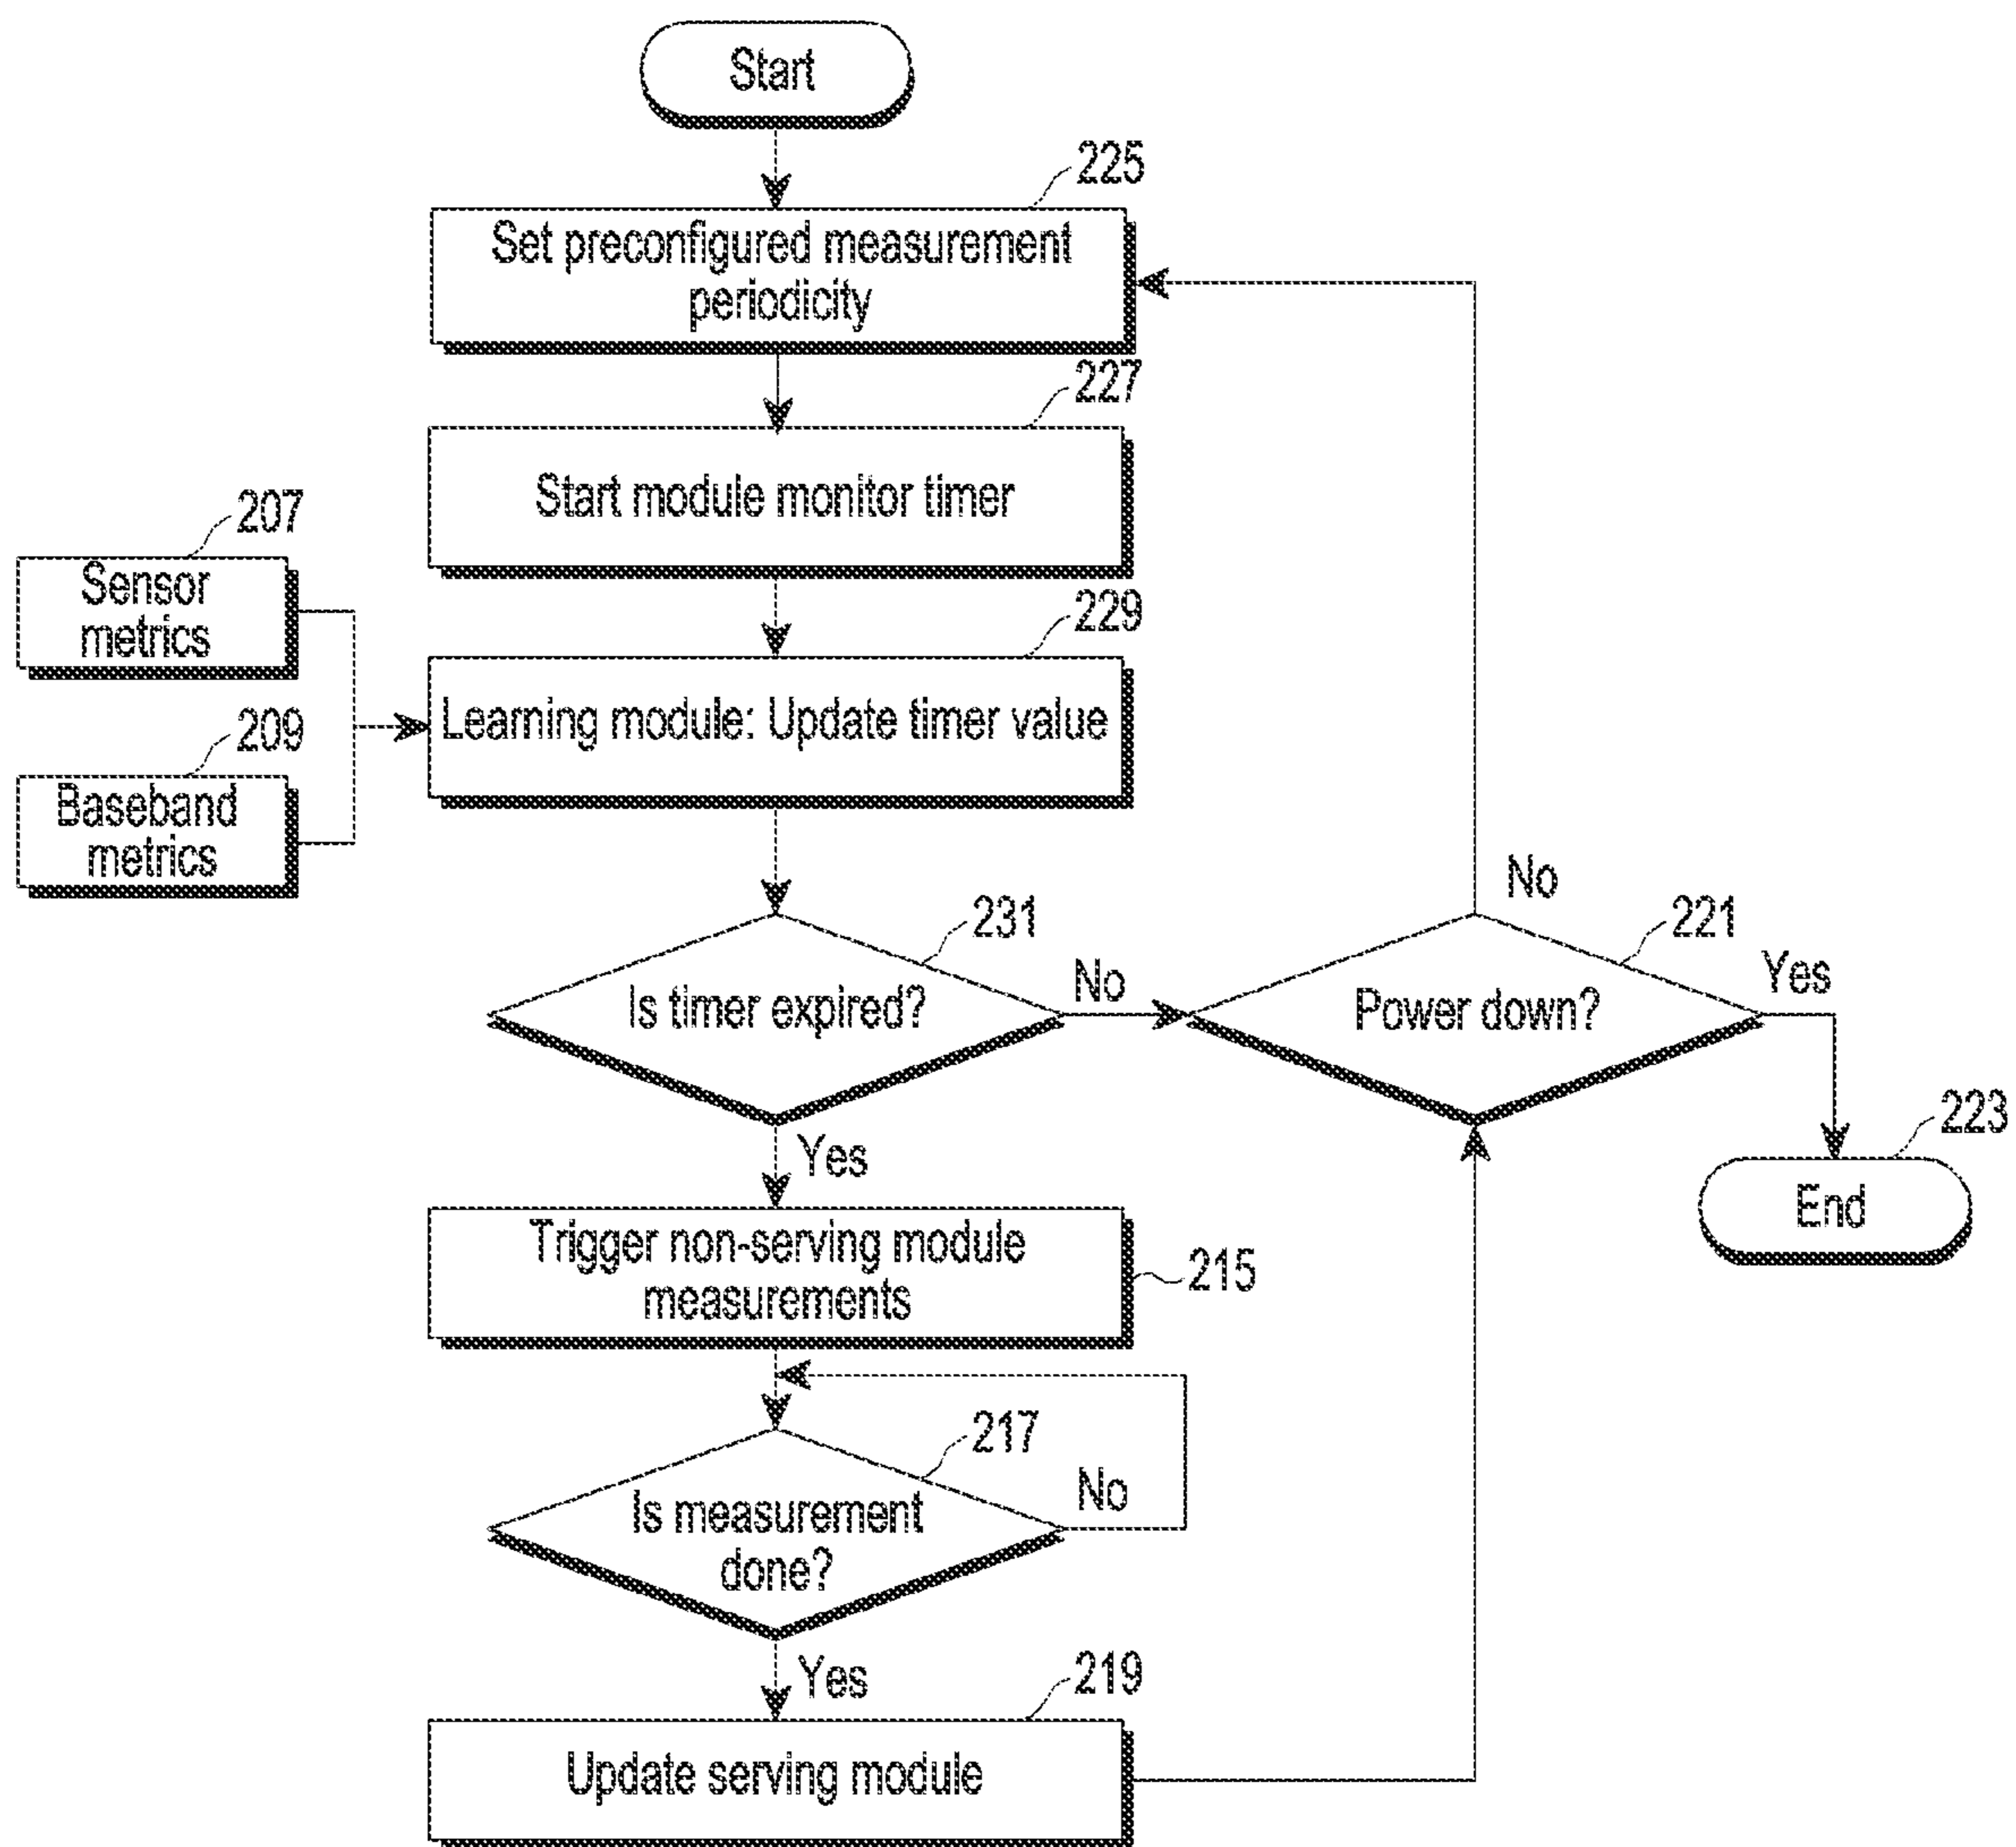 Start
225
Set preconfigured measurement
periodicity
227
Start module monitor timer
207
Sensor
metrics
229
Learning module: Update timer value
209
Baseband
metrics
231
Is timer expired?
No
Yes
No
221
Power down?
Yes
223
End
Trigger non-serving module
measurements
215
217
Is measurement
done?
No
Yes
219
Update serving module